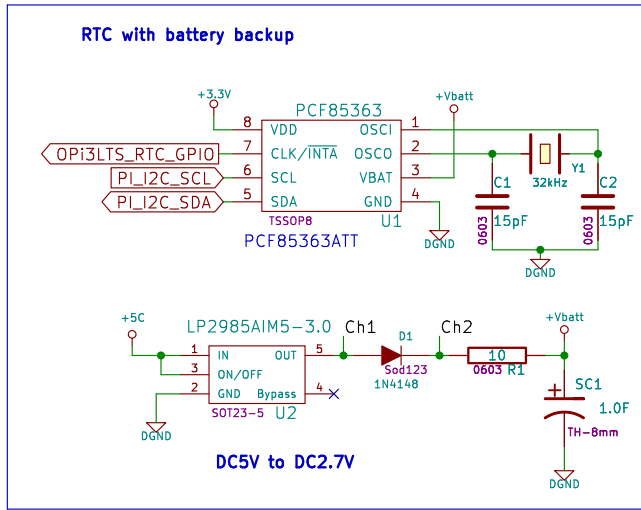 RTC with battery backup
+3.3V
PCF85363
+Vbatt
8 VDD OSCI 1
OPi3LTS_RTC_GPIO 7 CLK/INTA OSCO 2
PI_I2C_SCL 6 SCL VBAT 3
PI_I2C_SDA 5 SDA GND 4
TSSOP8 U1
PCF85363ATT
DGND
Y1
32kHz
C1
15pF
0603
C2
15pF
0603
DGND
+5C
LP2985AIM5-3.0
1 IN OUT 5
3 ON/OFF
2 GND Bypass 4
SOT23-5 U2
DGND
Ch1
D1
Sod123
1N4148
Ch2
10
0603 R1
+Vbatt
SC1
1.0F
TH-8mm
DGND
DC5V to DC2.7V